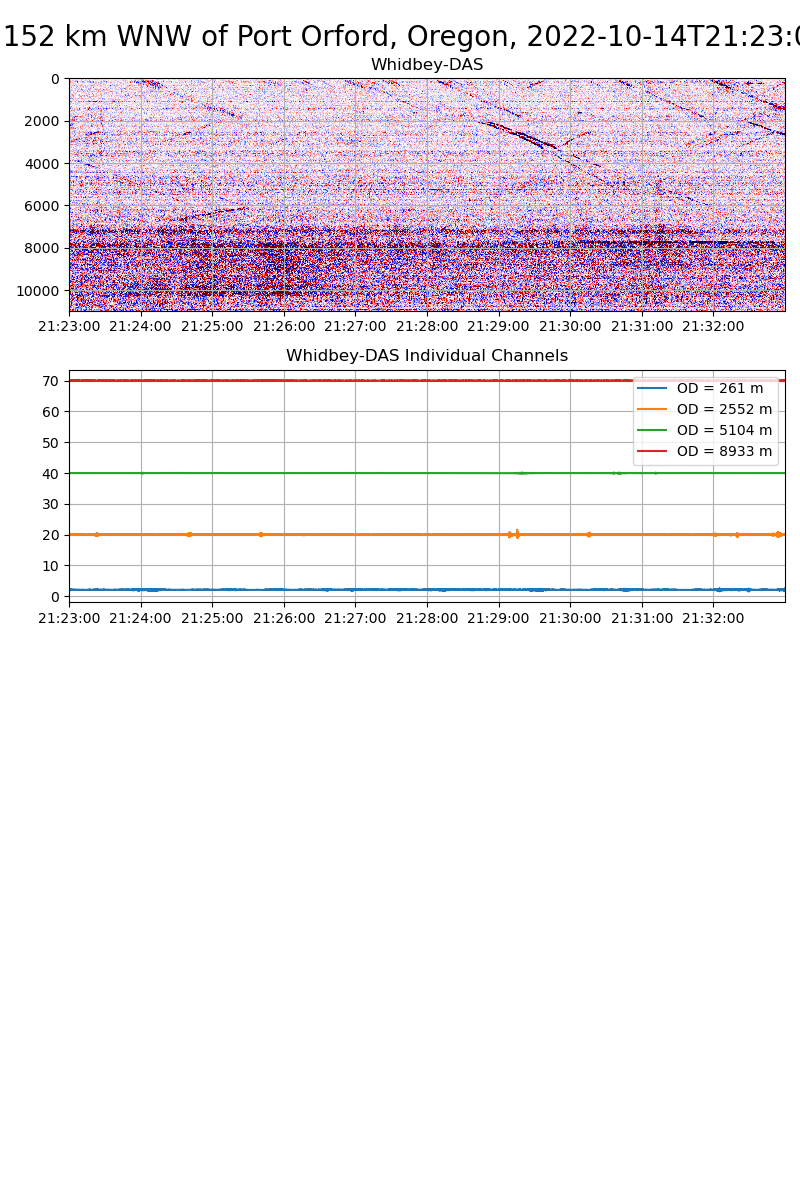 152 km WNW of Port Orford, Oregon, 2022-10-14T21:23:0
Whidbey-DAS
0
2000
4000
6000
8000
10000
21:23:00 21:24:00 21:25:00 21:26:00 21:27:00 21:28:00 21:29:00 21:30:00 21:31:00 21:32:00
Whidbey-DAS Individual Channels
70
60
50
40
30
20
10
0
OD = 261 m
OD = 2552 m
OD = 5104 m
OD = 8933 m
21:23:00 21:24:00 21:25:00 21:26:00 21:27:00 21:28:00 21:29:00 21:30:00 21:31:00 21:32:00